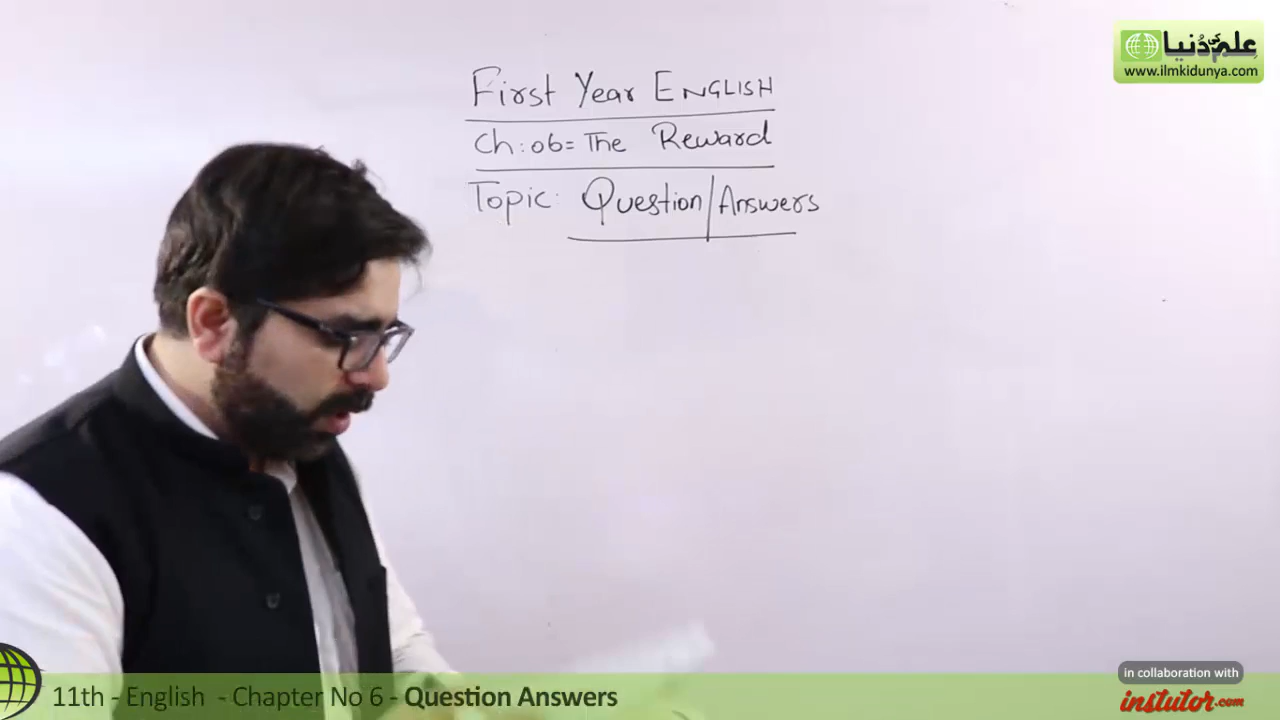 First Year ENGLISH
Ch: 06= The Reward
Topic: Question/Answers
علم کی دُنیا
www.ilmkidunya.com
in collaboration with
instutor.com
11th - English - Chapter No 6 - Question Answers